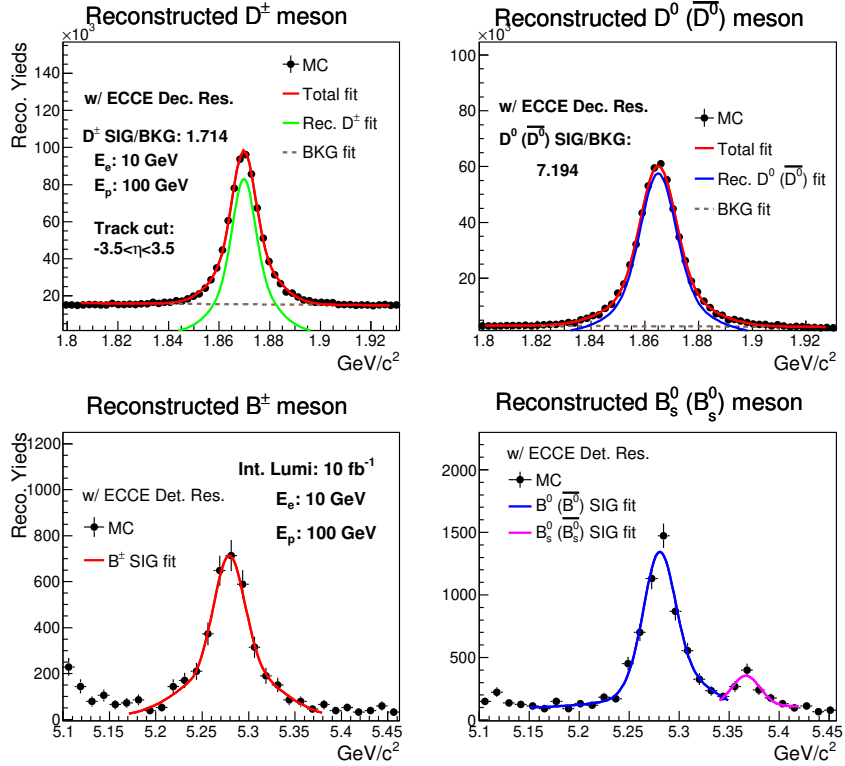 Reconstructed D± meson
×10³
Reco. Yieds
140
120
100
80
60
40
20
w/ ECCE Dec. Res.
D± SIG/BKG: 1.714
Eₑ: 10 GeV
Eₚ: 100 GeV
Track cut:
-3.5<η<3.5
MC
Total fit
Rec. D± fit
BKG fit
1.8 1.82 1.84 1.86 1.88 1.9 1.92
GeV/c²
Reconstructed D⁰ (D̅⁰) meson
×10³
100
80
60
40
20
0
w/ ECCE Dec. Res.
D⁰ (D̅⁰) SIG/BKG:
7.194
MC
Total fit
Rec. D⁰ (D̅⁰) fit
BKG fit
1.8 1.82 1.84 1.86 1.88 1.9 1.92
GeV/c²
Reconstructed B± meson
Reco. Yieds
1200
1000
800
600
400
200
0
Int. Lumi: 10 fb⁻¹
w/ ECCE Det. Res.
Eₑ: 10 GeV
MC
Eₚ: 100 GeV
B± SIG fit
5.1 5.15 5.2 5.25 5.3 5.35 5.4 5.45
GeV/c²
Reconstructed B⁰ₛ (B̅⁰ₛ) meson
2000
1500
1000
500
0
w/ ECCE Det. Res.
MC
B⁰ (B̅⁰) SIG fit
B⁰ₛ (B̅⁰ₛ) SIG fit
5.1 5.15 5.2 5.25 5.3 5.35 5.4 5.45
GeV/c²